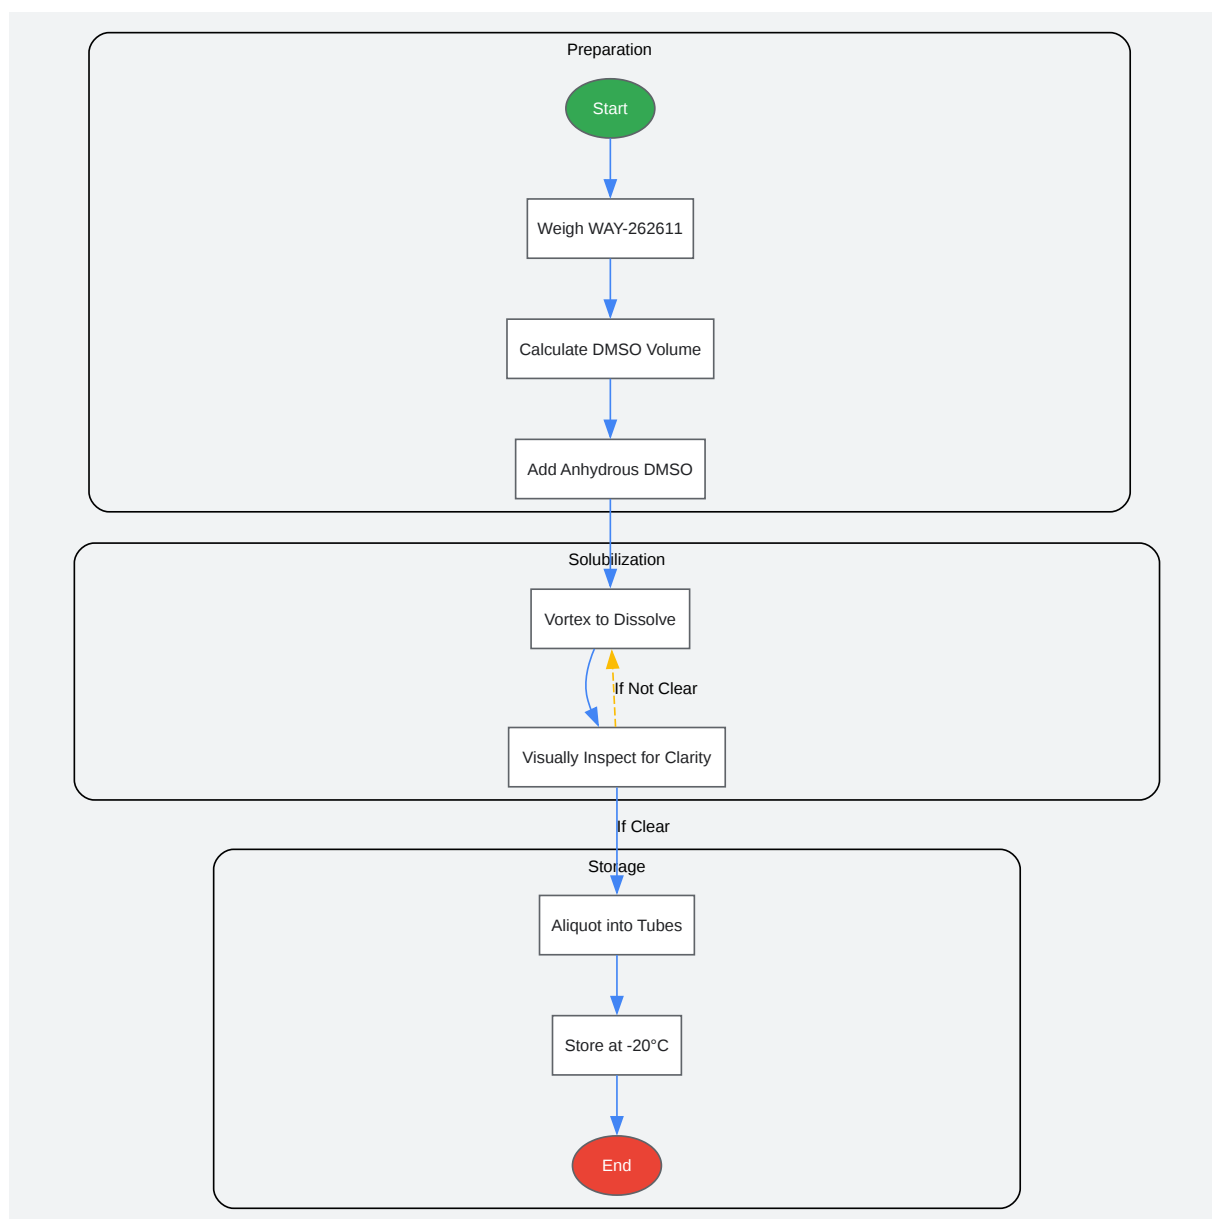 Preparation
Start
Weigh WAY-262611
Calculate DMSO Volume
Add Anhydrous DMSO
Solubilization
Vortex to Dissolve
If Not Clear
Visually Inspect for Clarity
If Clear
Storage
Aliquot into Tubes
Store at -20°C
End